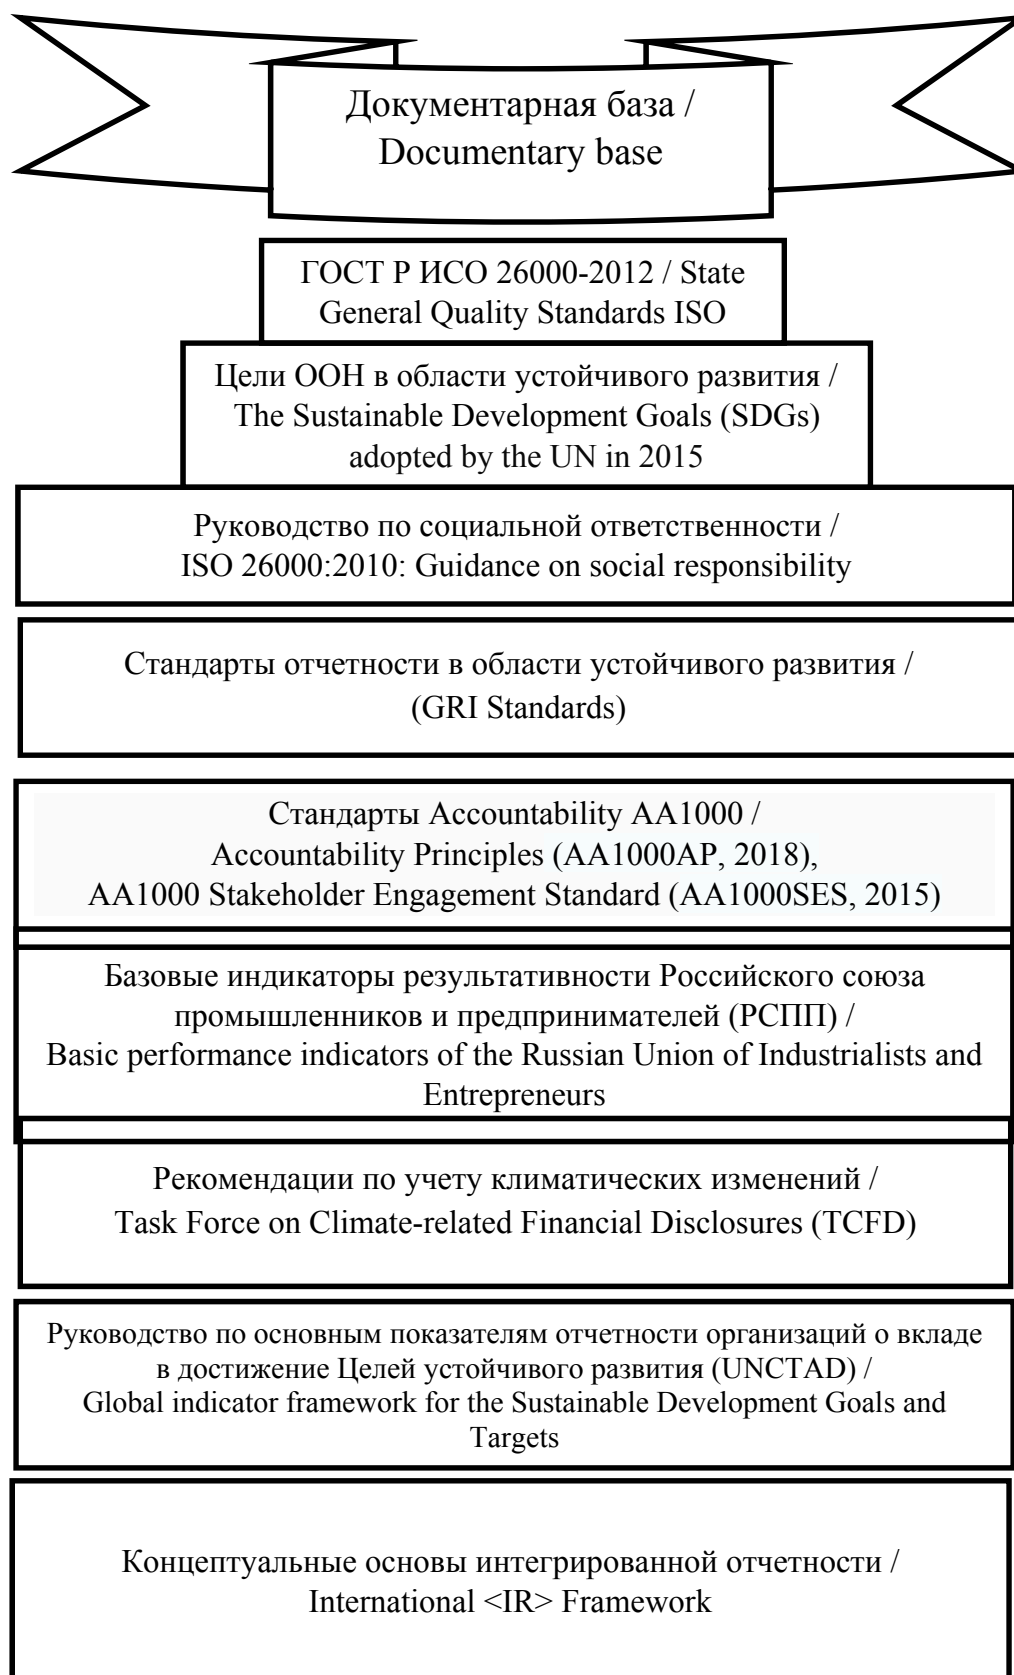 Документарная база /
Documentary base
ГОСТ Р ИСО 26000-2012 / State
General Quality Standards ISO
Цели ООН в области устойчивого развития /
The Sustainable Development Goals (SDGs)
adopted by the UN in 2015
Руководство по социальной ответственности /
ISO 26000:2010: Guidance on social responsibility
Стандарты отчетности в области устойчивого развития /
(GRI Standards)
Стандарты Accountability AA1000 /
Accountability Principles (AA1000AP, 2018),
AA1000 Stakeholder Engagement Standard (AA1000SES, 2015)
Базовые индикаторы результативности Российского союза
промышленников и предпринимателей (РСПП) /
Basic performance indicators of the Russian Union of Industrialists and
Entrepreneurs
Рекомендации по учету климатических изменений /
Task Force on Climate-related Financial Disclosures (TCFD)
Руководство по основным показателям отчетности организаций о вкладе
в достижение Целей устойчивого развития (UNCTAD) /
Global indicator framework for the Sustainable Development Goals and
Targets
Концептуальные основы интегрированной отчетности /
International <IR> Framework